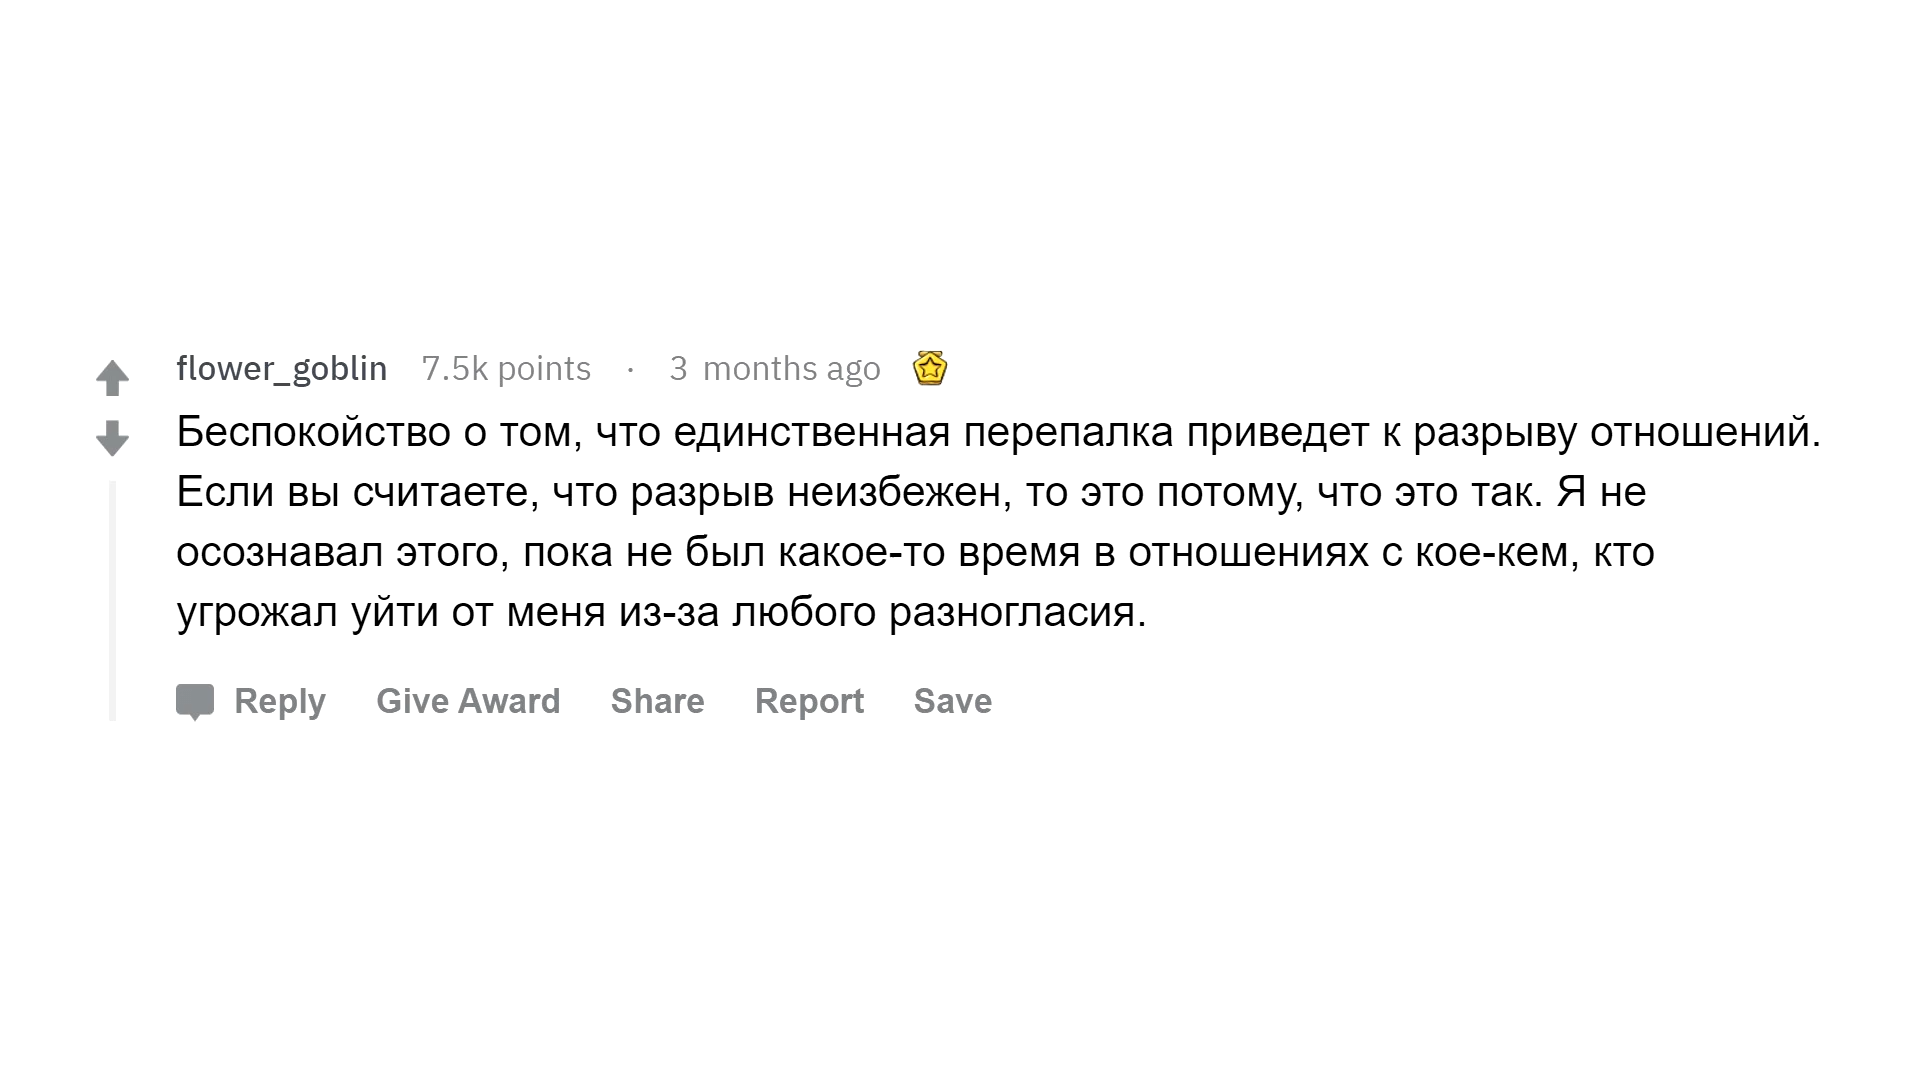 flower_goblin 7.5k points · 3 months ago
Беспокойство о том, что единственная перепалка приведет к разрыву отношений.
Если вы считаете, что разрыв неизбежен, то это потому, что это так. Я не
осознавал этого, пока не был какое-то время в отношениях с кое-кем, кто
угрожал уйти от меня из-за любого разногласия.
Reply Give Award Share Report Save